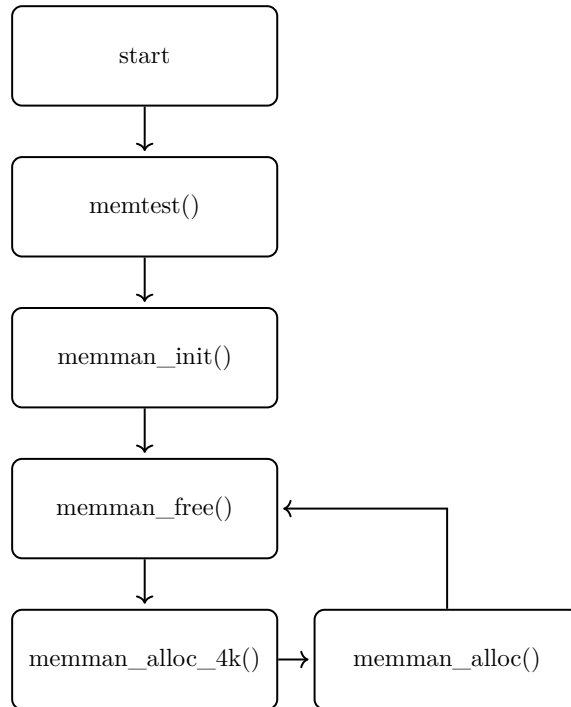 start
memtest()
memman_init()
memman_free()
memman_alloc_4k()
memman_alloc()